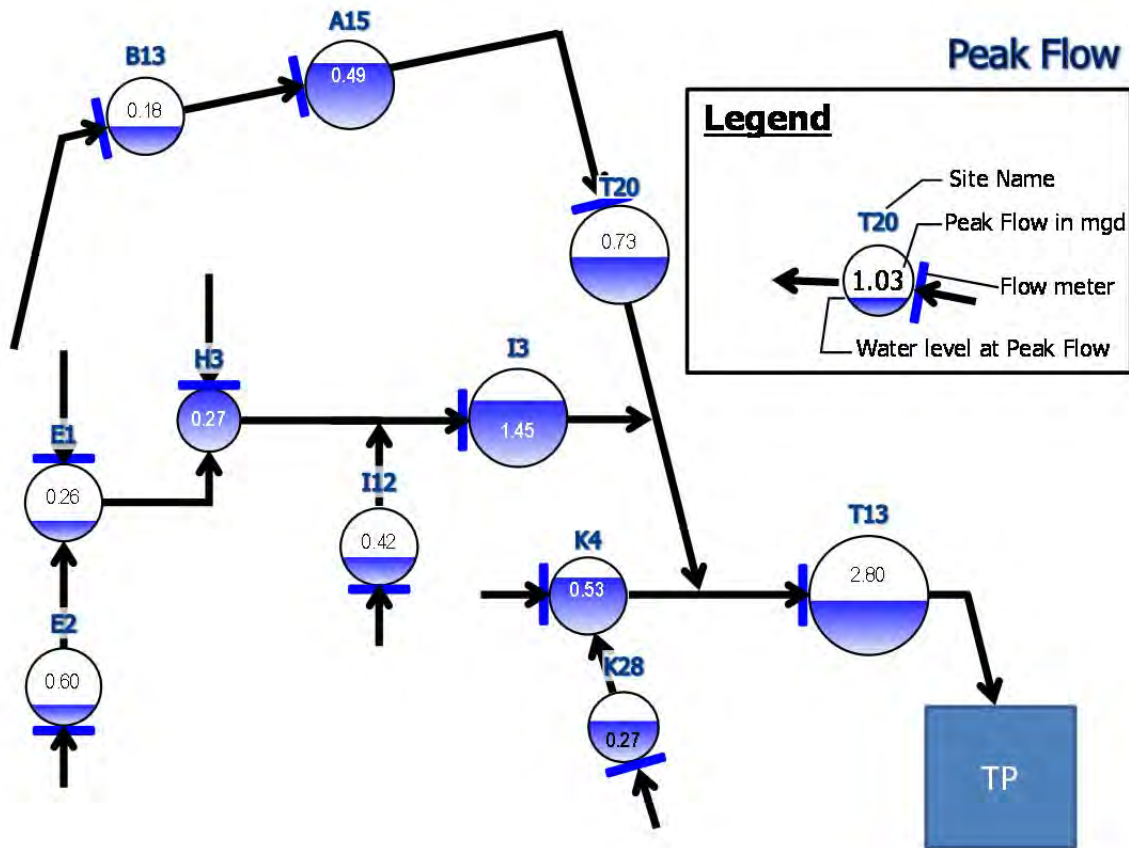 A15
Peak Flow
B13
0.49
0.18
Legend
Site Name
T20
T20
Peak Flow in mgd
0.73
1.03
Flow meter
Water level at Peak Flow
H3
I3
0.27
1.45
E1
0.26
I12
0.42
K4
T13
0.53
2.80
E2
0.60
K28
0.27
TP